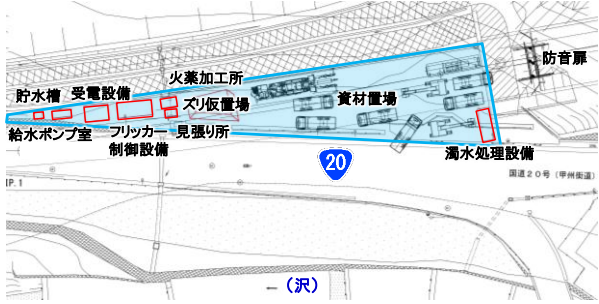 防音扉
火薬加工所
貯水槽
受電設備
ズリ仮置場
資材置場
給水ポンプ室
フリッカー
制御設備
見張り所
濁水処理設備
20
国道20号（甲州街道）
IP.1
（沢）